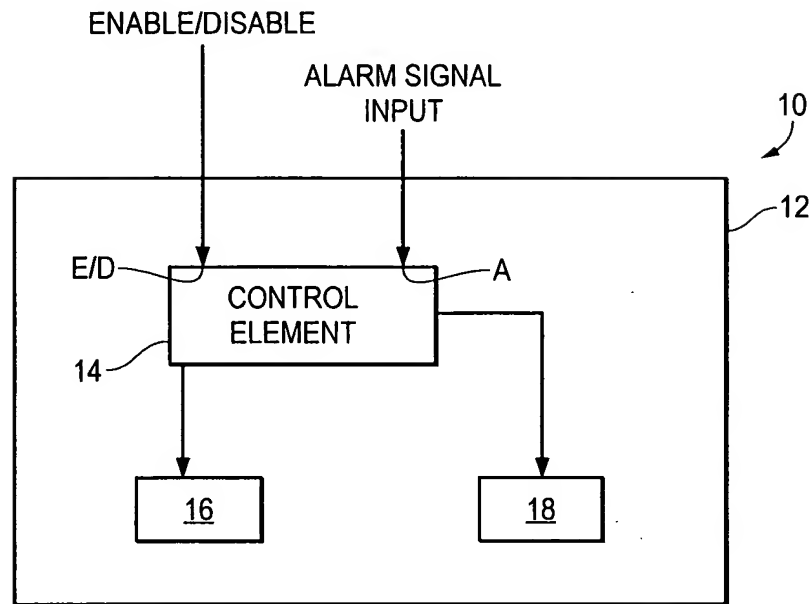 ENABLE/DISABLE
ALARM SIGNAL
INPUT
10
12
E/D
A
CONTROL
ELEMENT
14
16
18